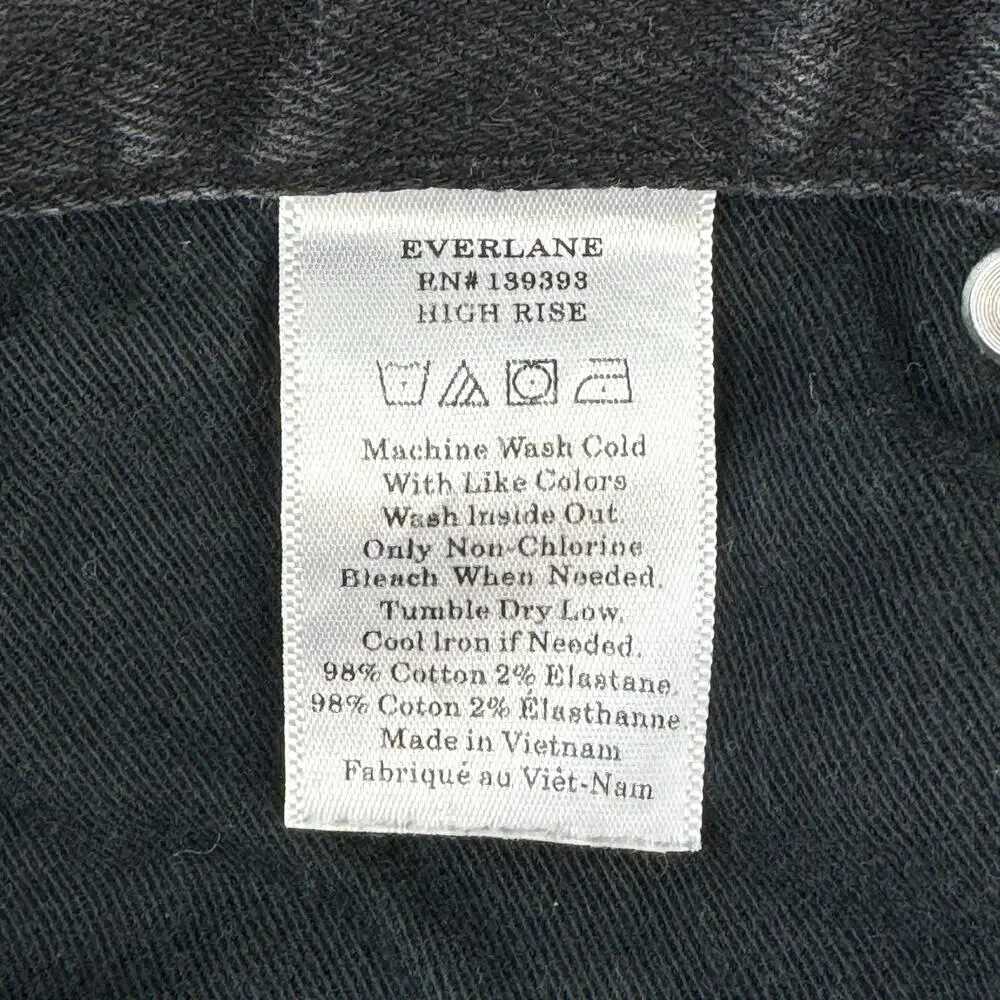 EVERLANE
RN# 139393
HIGH RISE
Machine Wash Cold
With Like Colors
Wash Inside Out.
Only Non-Chlorine
Bleach When Needed.
Tumble Dry Low.
Cool Iron if Needed.
98% Cotton 2% Elastane.
98% Coton 2% Élasthanne
Made in Vietnam
Fabriqué au Viêt-Nam